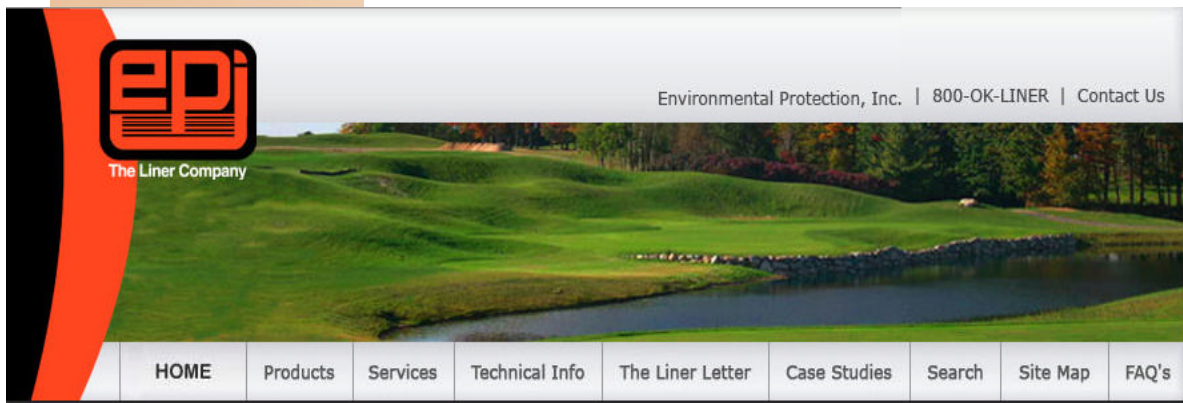 epi
The Liner Company
Environmental Protection, Inc. | 800-OK-LINER | Contact Us
HOME Products Services Technical Info The Liner Letter Case Studies Search Site Map FAQ's